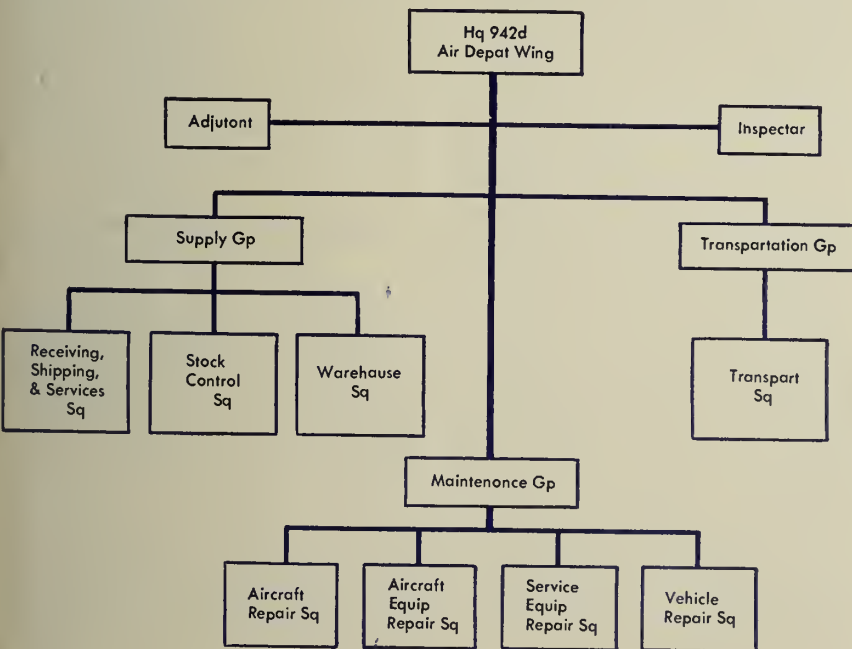 Hq 942d
Air Depat Wing
Adjutont
Inspectar
Supply Gp
Transpartation Gp
Receiving,
Shipping,
& Services
Sq
Stock
Control
Sq
Warehause
Sq
Transpart
Sq
Maintenonce Gp
Aircraft
Repair Sq
Aircraft
Equip
Repair Sq
Service
Equip
Repair Sq
Vehicle
Repair Sq